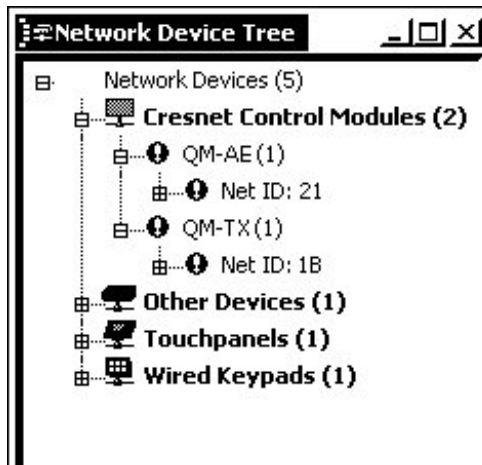 Network Device Tree
Network Devices (5)
Cresnet Control Modules (2)
QM-AE (1)
Net ID: 21
QM-TX (1)
Net ID: 1B
Other Devices (1)
Touchpanels (1)
Wired Keypads (1)